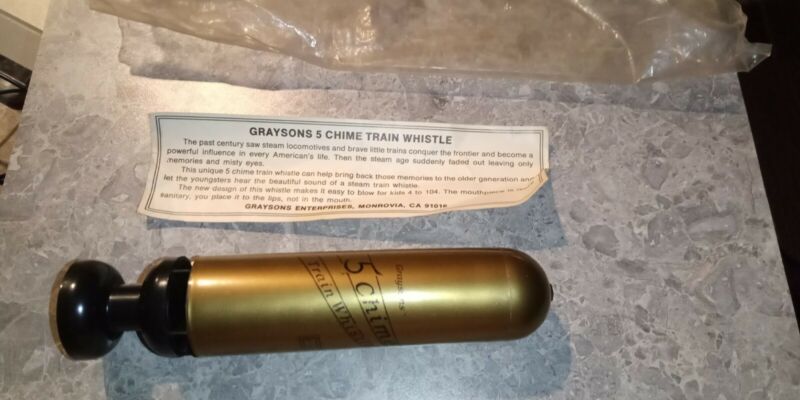 GRAYSONS 5 CHIME TRAIN WHISTLE
The past century saw steam locomotives and brave little trains conquer the frontier and become a
powerful influence in every American's life. Then the steam age suddenly faded out leaving only
memories and misty eyes.
This unique 5 chime train whistle can help bring back those memories to the older generation and
let the youngsters hear the beautiful sound of a steam train whistle.
The new design of this whistle makes it easy to blow for kids 4 to 104. The mouthpiece is
sanitary, you place it to the lips, not in the mouth.
GRAYSONS ENTERPRISES, MONROVIA, CA 91016
Graysons
5 Chim
Train Whis